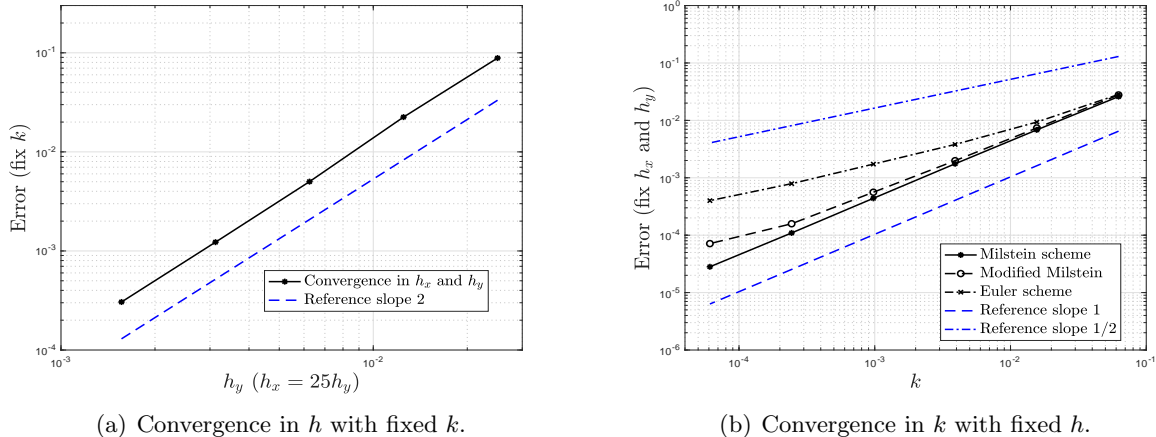 10^-1
10^-2
10^-3
10^-4
10^-3
10^-2
Error (fix k)
h_y (h_x = 25h_y)
Convergence in h_x and h_y
Reference slope 2
(a) Convergence in h with fixed k.
10^0
10^-1
10^-2
10^-3
10^-4
10^-5
10^-6
10^-4
10^-3
10^-2
10^-1
Error (fix h_x and h_y)
k
Milstein scheme
Modified Milstein
Euler scheme
Reference slope 1
Reference slope 1/2
(b) Convergence in k with fixed h.